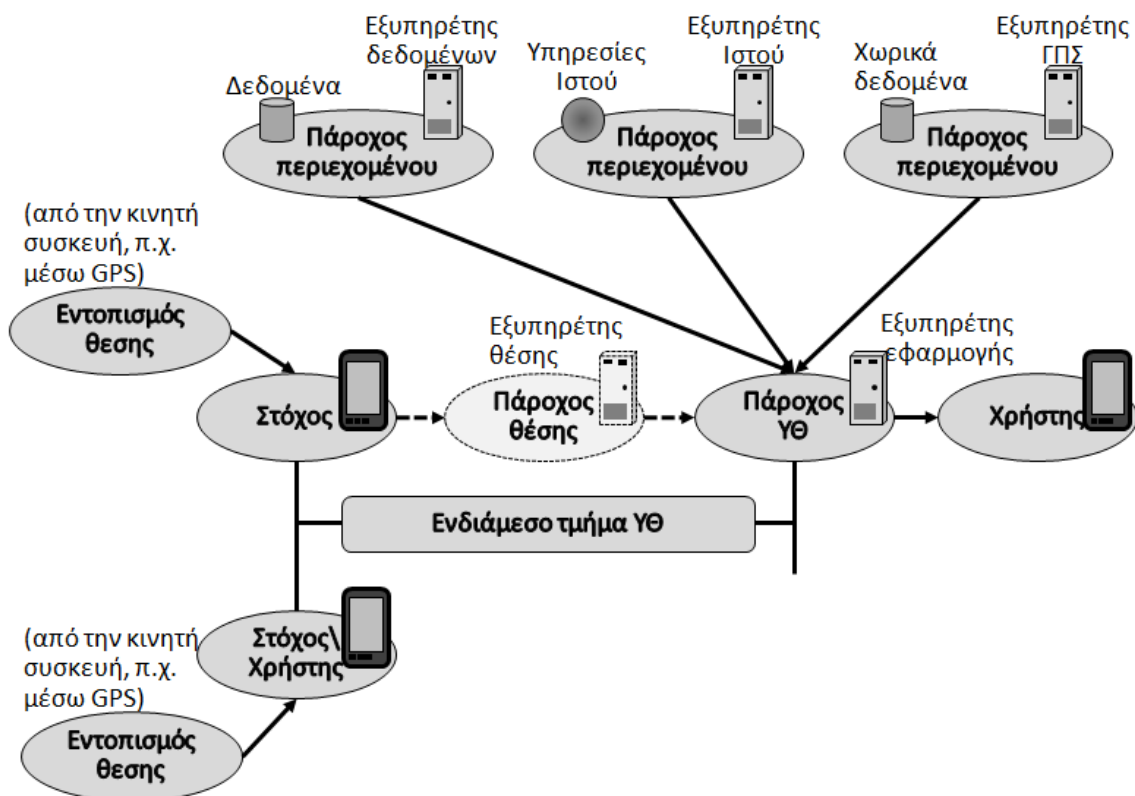 Εξυπηρέτης
δεδομένων
Δεδομένα
Πάροχος
περιεχομένου
Υπηρεσίες
Ιστού
Εξυπηρέτης
Ιστού
Πάροχος
περιεχομένου
Χωρικά
δεδομένα
Εξυπηρέτης
ΓΠΣ
Πάροχος
περιεχομένου
(από την κινητή
συσκευή, π.χ.
μέσω GPS)
Εντοπισμός
θεσης
Στόχος
Εξυπηρέτης
θέσης
Πάροχος
θέσης
Πάροχος
ΥΘ
Εξυπηρέτης
εφαρμογής
Χρήστης
Ενδιάμεσο τμήμα ΥΘ
Στόχος\
Χρήστης
(από την κινητή
συσκευή, π.χ.
μέσω GPS)
Εντοπισμός
θεσης